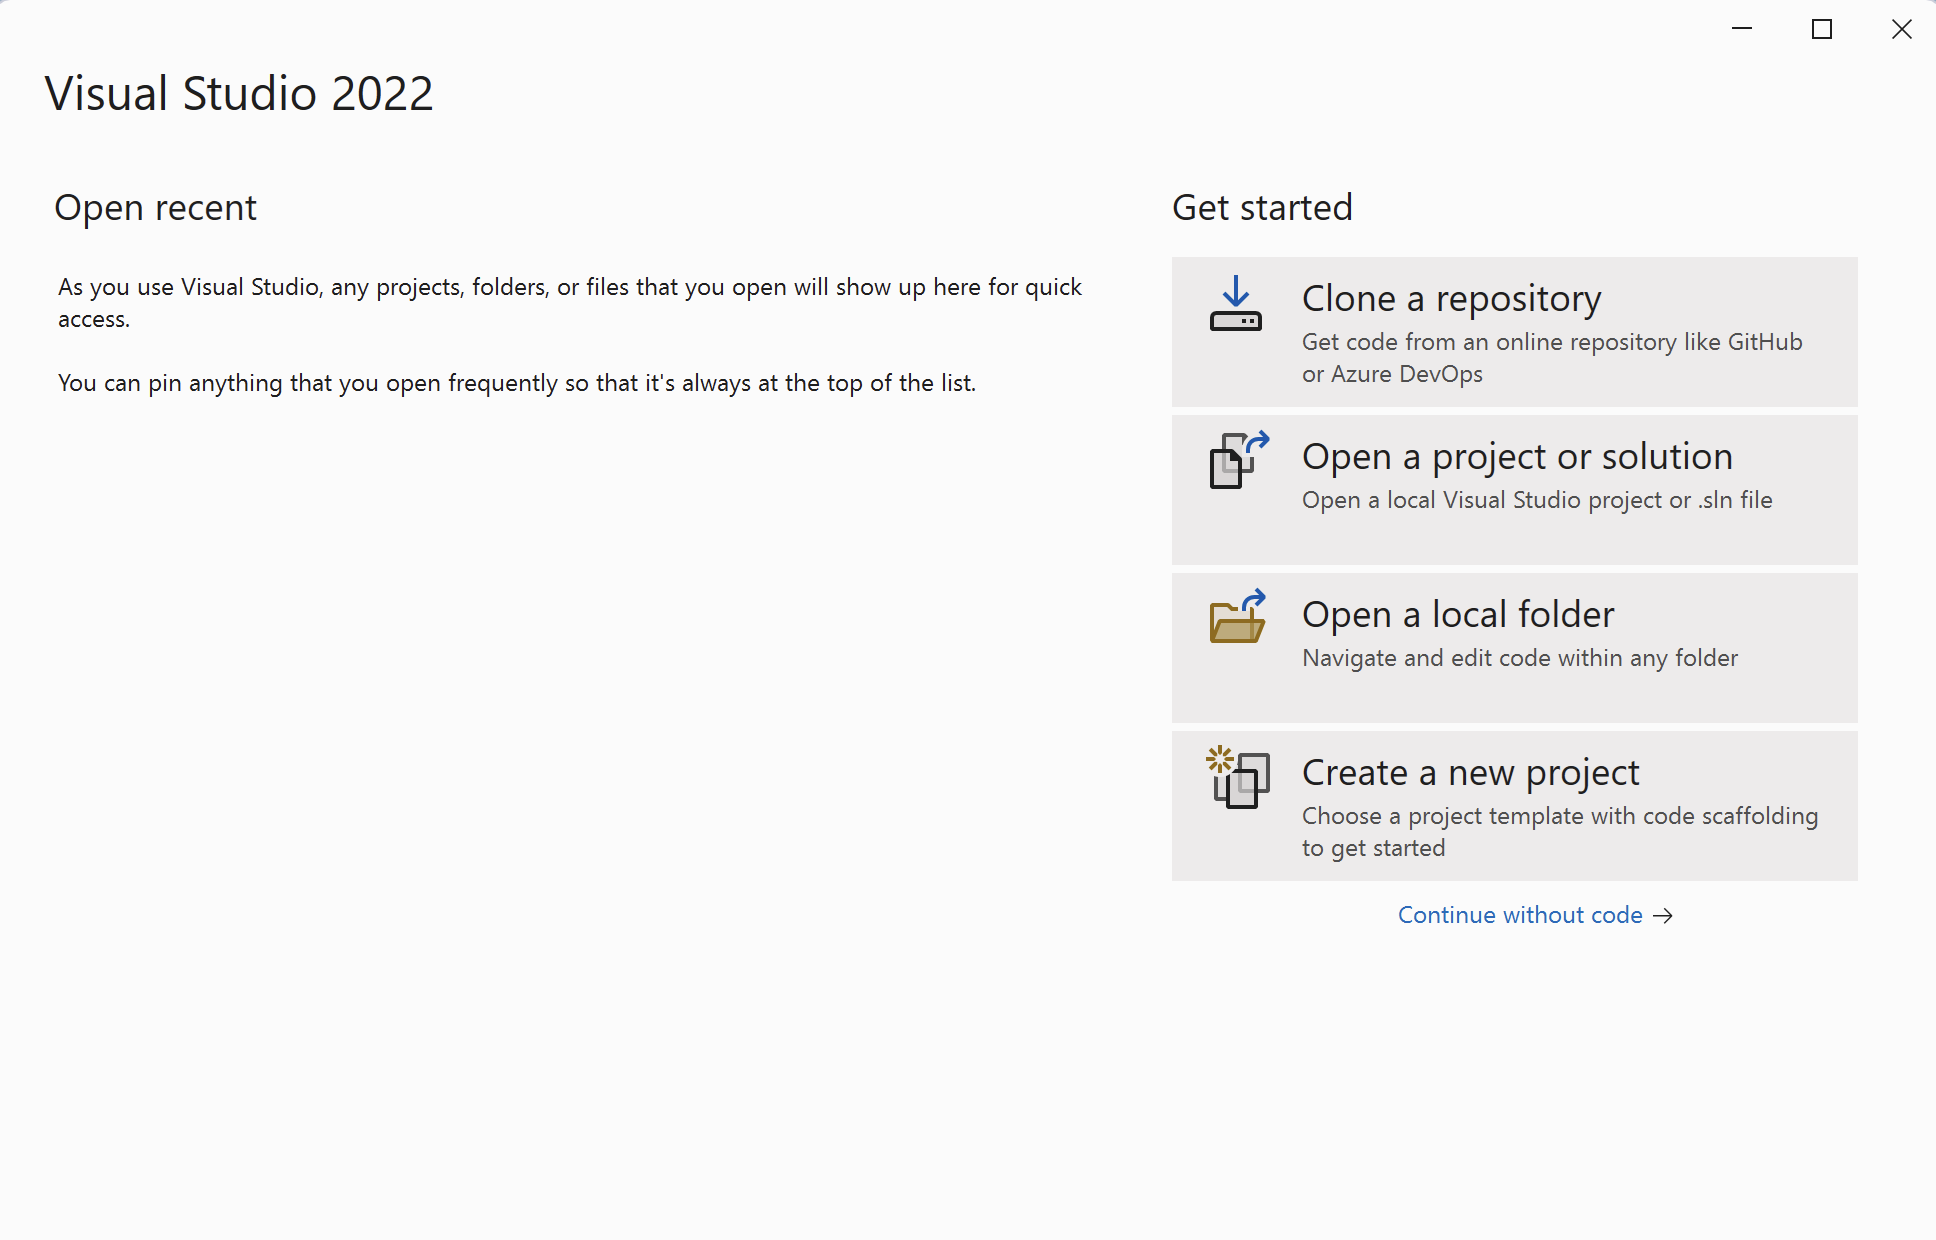 Visual Studio 2022
Open recent
As you use Visual Studio, any projects, folders, or files that you open will show up here for quick
access.
You can pin anything that you open frequently so that it's always at the top of the list.
Get started
Clone a repository
Get code from an online repository like GitHub
or Azure DevOps
Open a project or solution
Open a local Visual Studio project or .sln file
Open a local folder
Navigate and edit code within any folder
Create a new project
Choose a project template with code scaffolding
to get started
Continue without code →